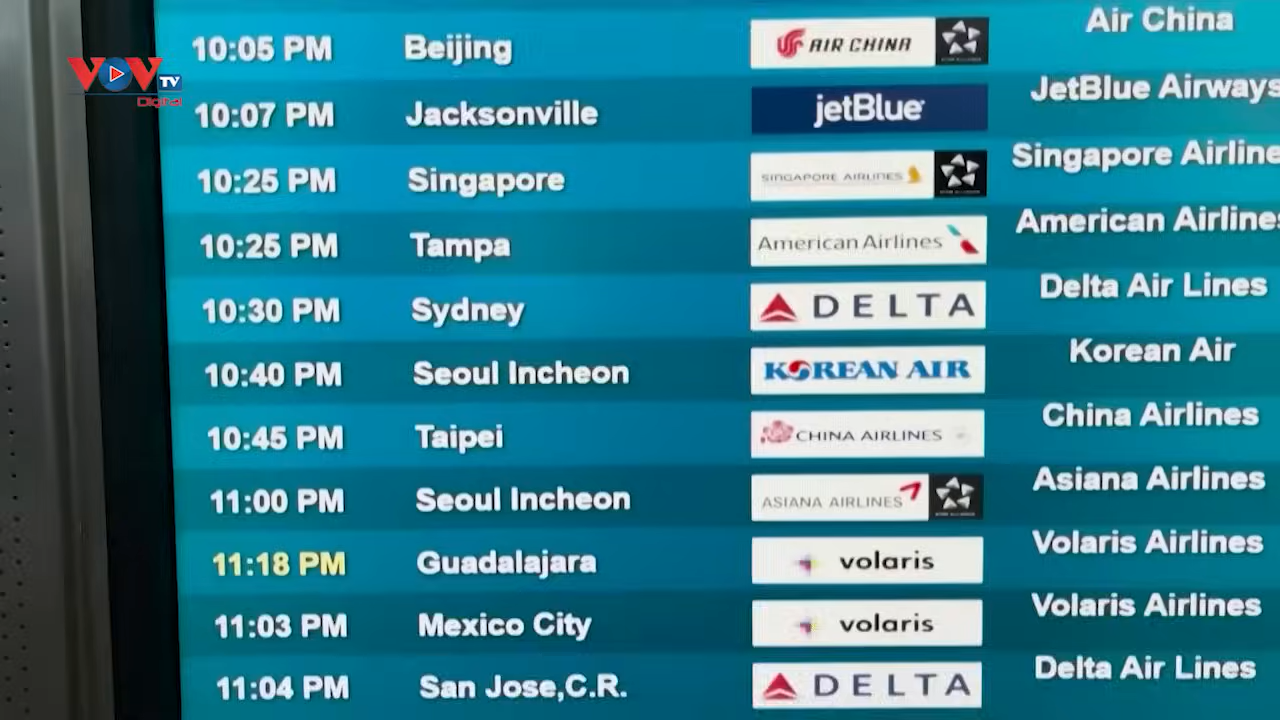 VOV TV
Digital
10:05 PM Beijing AIR CHINA Air China
10:07 PM Jacksonville jetBlue JetBlue Airways
10:25 PM Singapore SINGAPORE AIRLINES Singapore Airline
10:25 PM Tampa American Airlines American Airlines
10:30 PM Sydney DELTA Delta Air Lines
10:40 PM Seoul Incheon KOREAN AIR Korean Air
10:45 PM Taipei CHINA AIRLINES China Airlines
11:00 PM Seoul Incheon ASIANA AIRLINES Asiana Airlines
11:18 PM Guadalajara volaris Volaris Airlines
11:03 PM Mexico City volaris Volaris Airlines
11:04 PM San Jose,C.R. DELTA Delta Air Lines